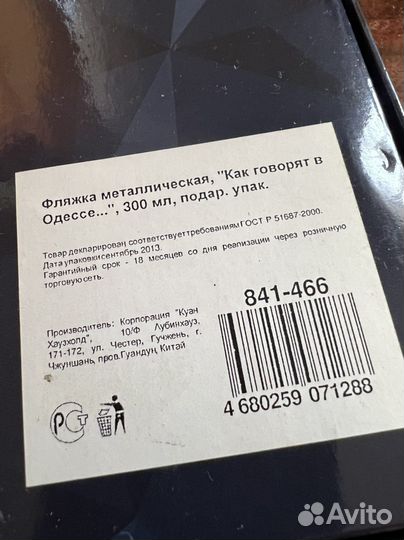 Фляжка металлическая, "Как говорят в
Одессе...", 300 мл, подар. упак.
Товар декларирован, соответствует требованиям ГОСТ Р 51687-2000.
Дата упаковки сентябрь 2013.
Гарантийный срок - 18 месяцев со дня реализации через розничную
торговую сеть.
Производитель: Корпорация "Куан
Хаузхолд", 10/Ф Лубинхауз,
171-172, ул. Честер, Гучжень, г.
Чжуншань, пров.Гуандун, Китай
841-466
4 680259 071288
РСТ
Avito